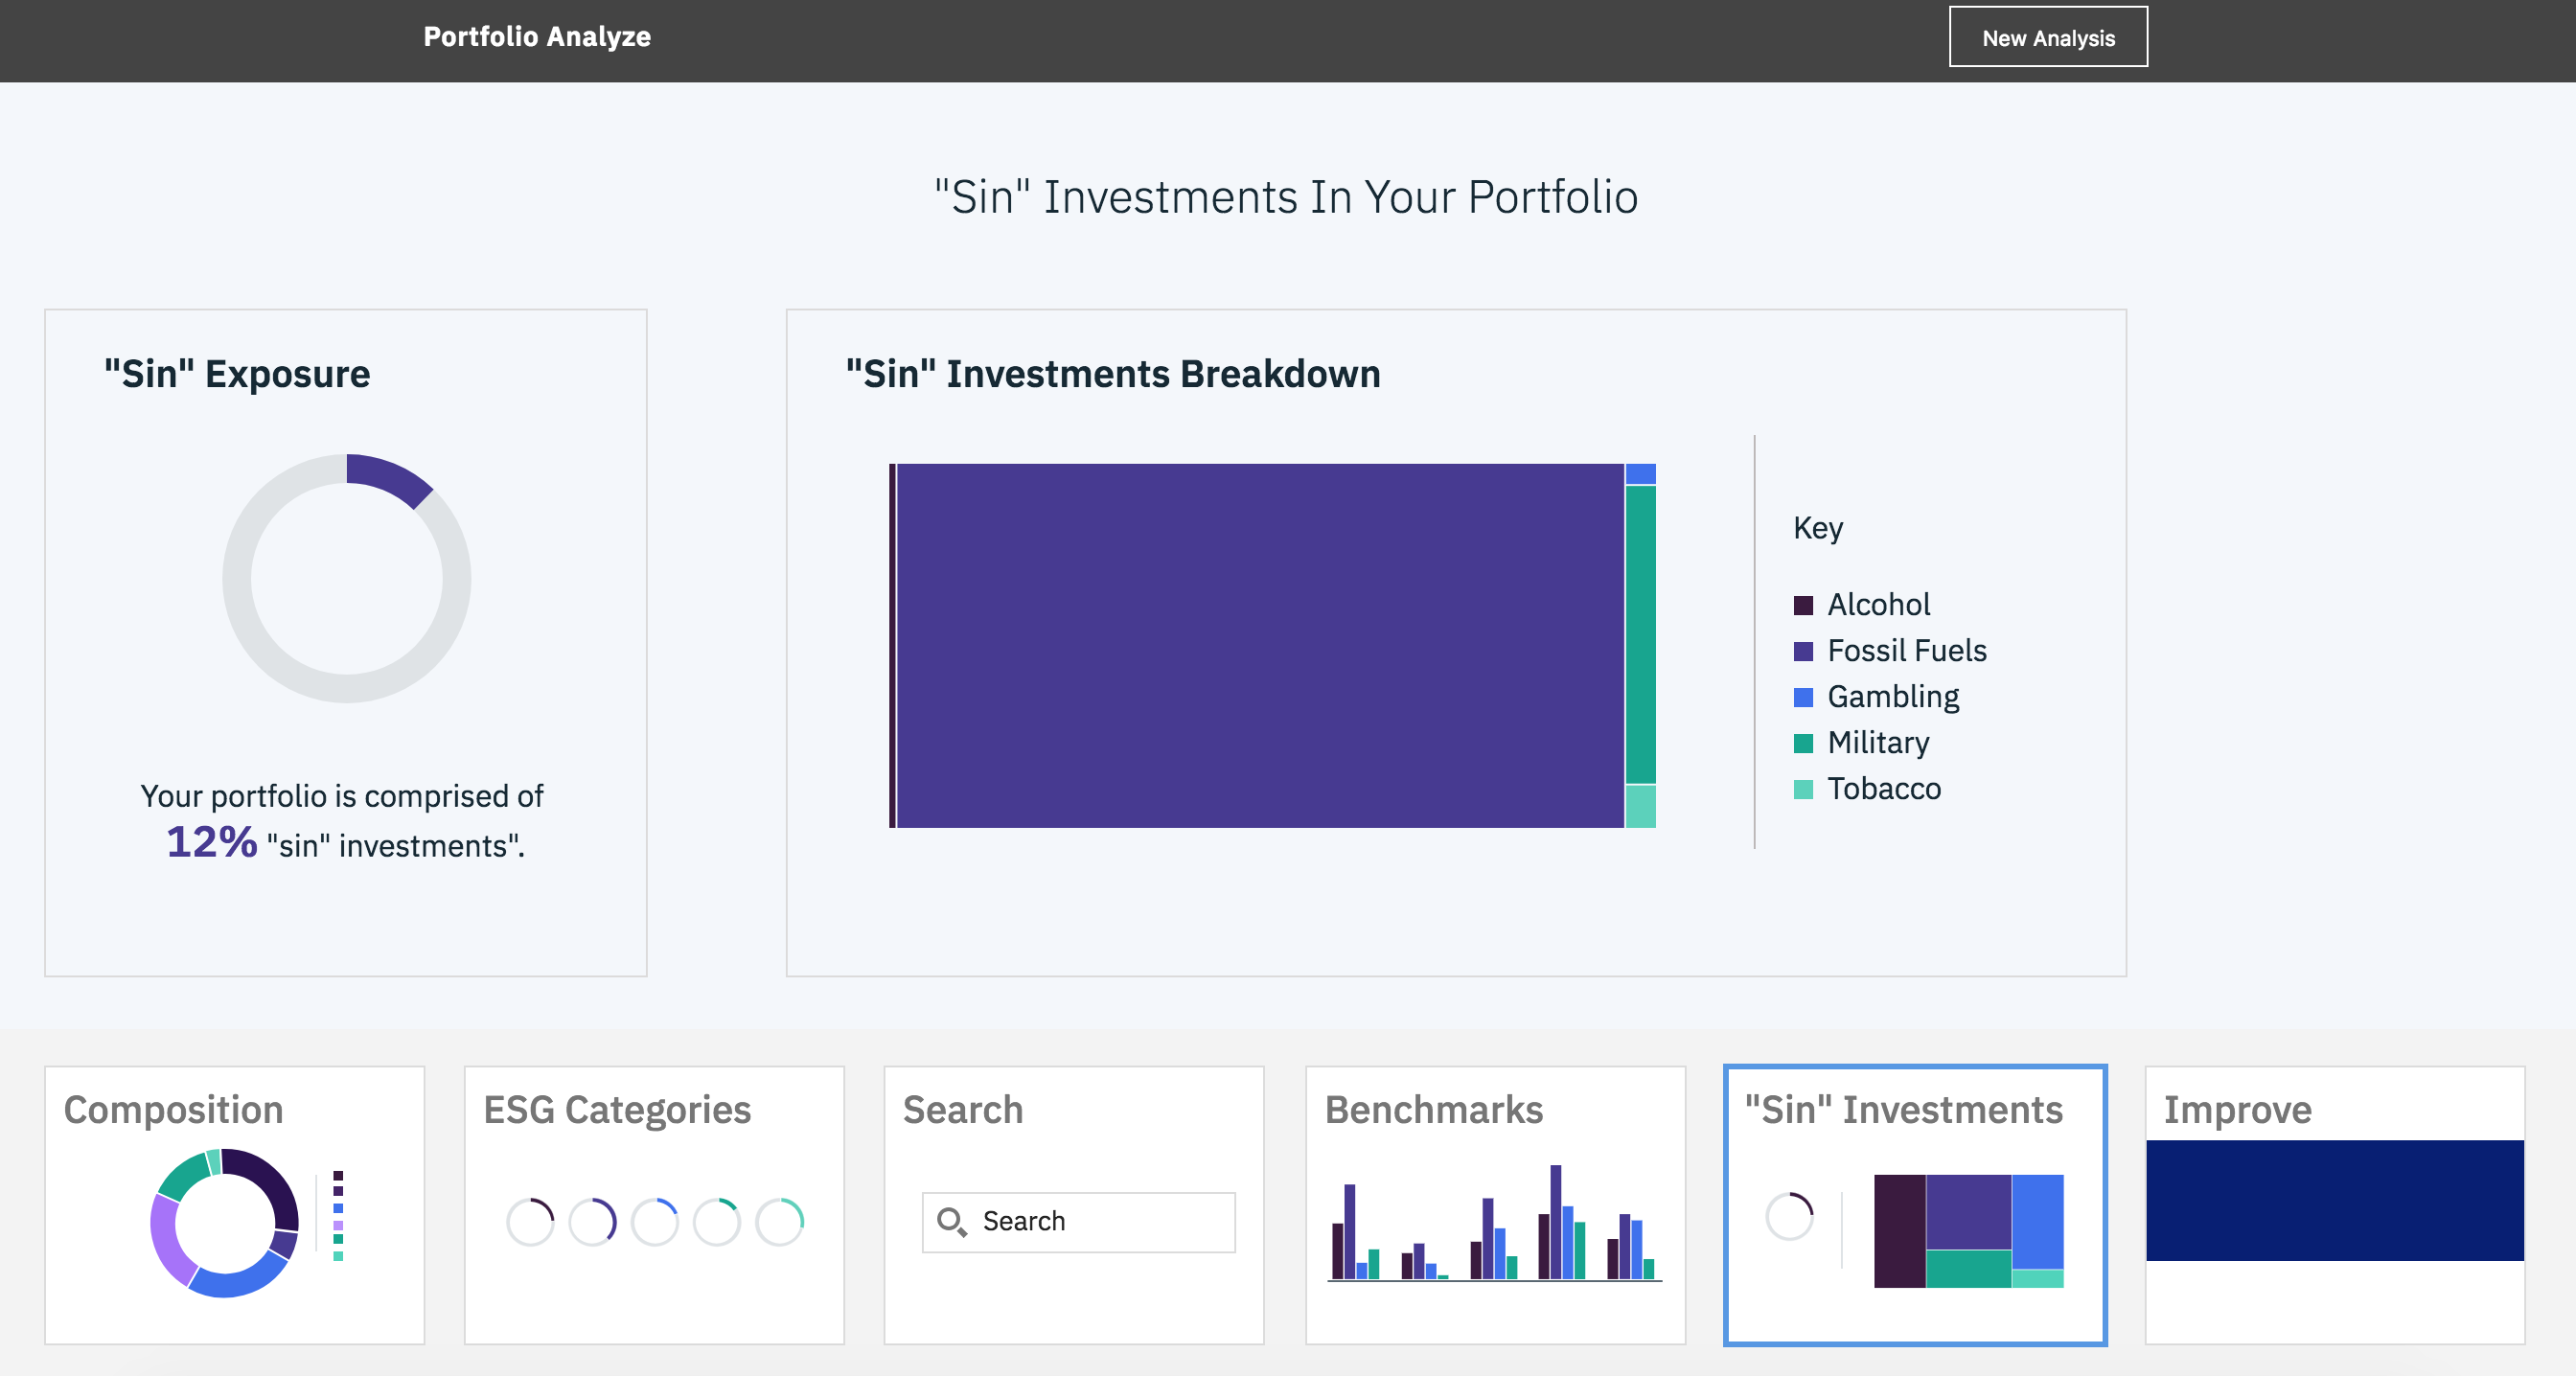 Portfolio Analyze
New Analysis
"Sin" Investments In Your Portfolio
"Sin" Exposure
Your portfolio is comprised of
12% "sin" investments".
"Sin" Investments Breakdown
Key
Alcohol
Fossil Fuels
Gambling
Military
Tobacco
Composition
ESG Categories
Search
Search
Benchmarks
"Sin" Investments
Improve